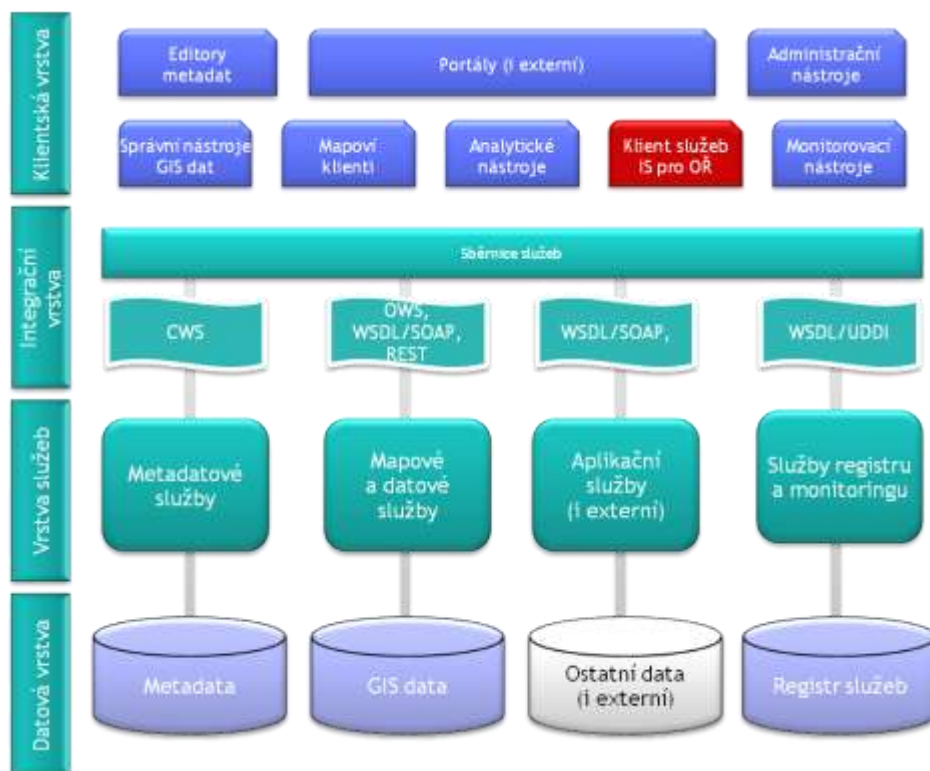 Klientská vrstva
Editory
metadat
Portály (i externí)
Administrační
nástroje
Správní nástroje
GIS dat
Mapoví
klienti
Analytické
nástroje
Klient služeb
IS pro OŘ
Monitorovací
nástroje
Integrační
vrstva
Sběrnice služeb
CWS
OWS,
WSDL/SOAP,
REST
WSDL/SOAP,
WSDL/UDDI
Vrstva služeb
Metadatové
služby
Mapové
a datové
služby
Aplikační
služby
(i externí)
Služby registru
a monitoringu
Datová vrstva
Metadata
GIS data
Ostatní data
(i externí)
Registr služeb